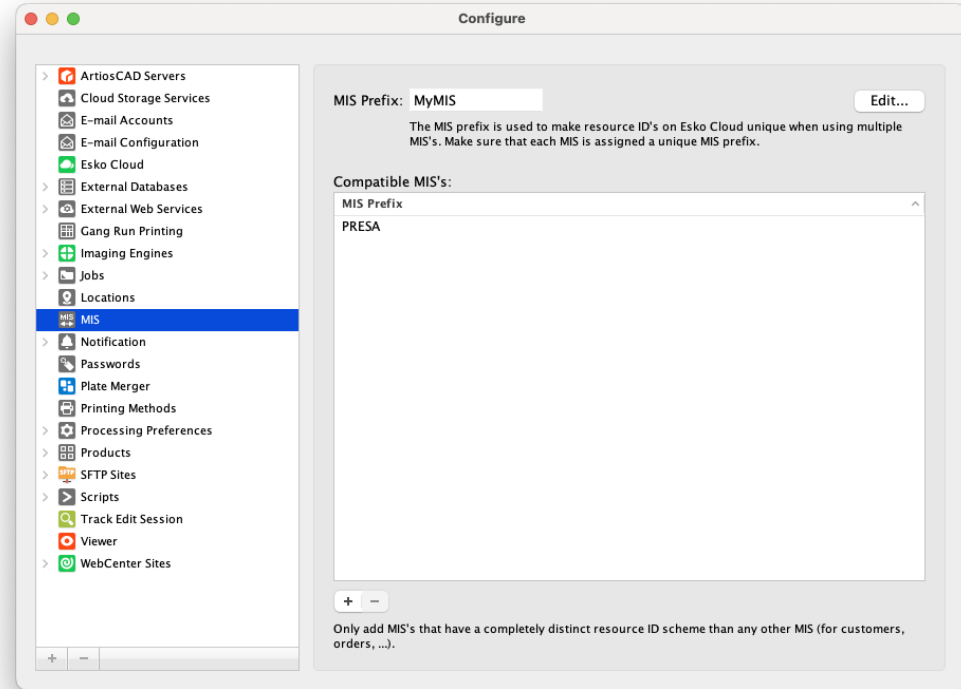 Configure
ArtiosCAD Servers
Cloud Storage Services
E-mail Accounts
E-mail Configuration
Esko Cloud
External Databases
External Web Services
Gang Run Printing
Imaging Engines
Jobs
Locations
MIS
MIS
Notification
Passwords
Plate Merger
Printing Methods
Processing Preferences
Products
SFTP
SFTP Sites
Scripts
Track Edit Session
Viewer
WebCenter Sites
MIS Prefix: MyMIS
Edit...
The MIS prefix is used to make resource ID's on Esko Cloud unique when using multiple
MIS's. Make sure that each MIS is assigned a unique MIS prefix.
Compatible MIS's:
MIS Prefix
PRESA
+ −
Only add MIS's that have a completely distinct resource ID scheme than any other MIS (for customers,
orders, ...).
+ −